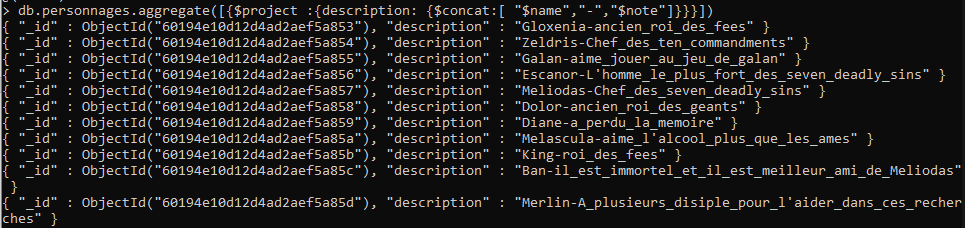 > db.personnages.aggregate([{$project :{description: {$concat:[ "$name","-","$note"]}}}])
{ "_id" : ObjectId("60194e10d12d4ad2aef5a853"), "description" : "Gloxenia-ancien_roi_des_fees" }
{ "_id" : ObjectId("60194e10d12d4ad2aef5a854"), "description" : "Zeldris-Chef_des_ten_commandments" }
{ "_id" : ObjectId("60194e10d12d4ad2aef5a855"), "description" : "Galan-aime_jouer_au_jeu_de_galan" }
{ "_id" : ObjectId("60194e10d12d4ad2aef5a856"), "description" : "Escanor-L'homme_le_plus_fort_des_seven_deadly_sins" }
{ "_id" : ObjectId("60194e10d12d4ad2aef5a857"), "description" : "Meliodas-Chef_des_seven_deadly_sins" }
{ "_id" : ObjectId("60194e10d12d4ad2aef5a858"), "description" : "Dolor-ancien_roi_des_geants" }
{ "_id" : ObjectId("60194e10d12d4ad2aef5a859"), "description" : "Diane-a_perdu_la_memoire" }
{ "_id" : ObjectId("60194e10d12d4ad2aef5a85a"), "description" : "Melascula-aime_l'alcool_plus_que_les_ames" }
{ "_id" : ObjectId("60194e10d12d4ad2aef5a85b"), "description" : "King-roi_des_fees" }
{ "_id" : ObjectId("60194e10d12d4ad2aef5a85c"), "description" : "Ban-il_est_immortel_et_il_est_meilleur_ami_de_Meliodas"
 }
{ "_id" : ObjectId("60194e10d12d4ad2aef5a85d"), "description" : "Merlin-A_plusieurs_disiple_pour_l'aider_dans_ces_recher
ches" }